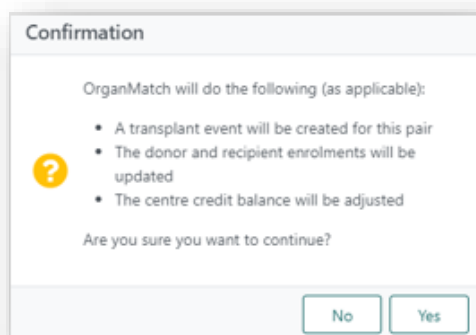 Confirmation
OrganMatch will do the following (as applicable):
• A transplant event will be created for this pair
• The donor and recipient enrolments will be
updated
• The centre credit balance will be adjusted
?
Are you sure you want to continue?
No Yes